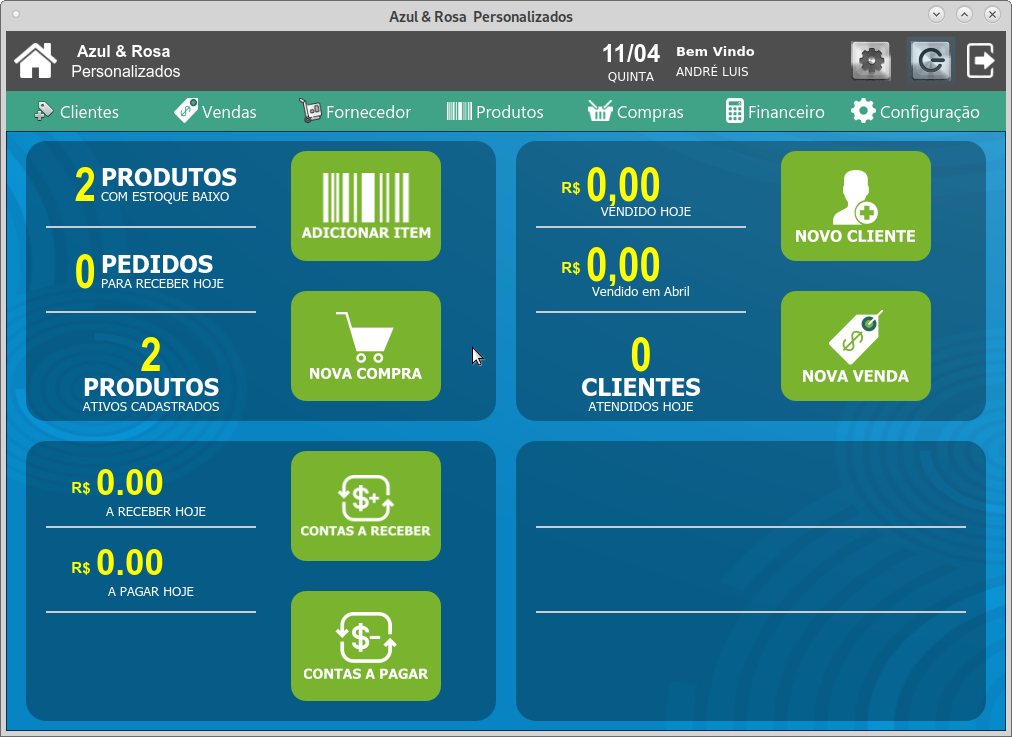 Azul & Rosa Personalizados
Azul & Rosa
Personalizados
11/04
QUINTA
Bem Vindo
ANDRÉ LUIS
Clientes
Vendas
Fornecedor
Produtos
Compras
Financeiro
Configuração
2 PRODUTOS
COM ESTOQUE BAIXO
0 PEDIDOS
PARA RECEBER HOJE
2
PRODUTOS
ATIVOS CADASTRADOS
ADICIONAR ITEM
NOVA COMPRA
R$ 0,00
VENDIDO HOJE
R$ 0,00
Vendido em Abril
0
CLIENTES
ATENDIDOS HOJE
NOVO CLIENTE
NOVA VENDA
R$ 0.00
A RECEBER HOJE
R$ 0.00
A PAGAR HOJE
CONTAS A RECEBER
CONTAS A PAGAR